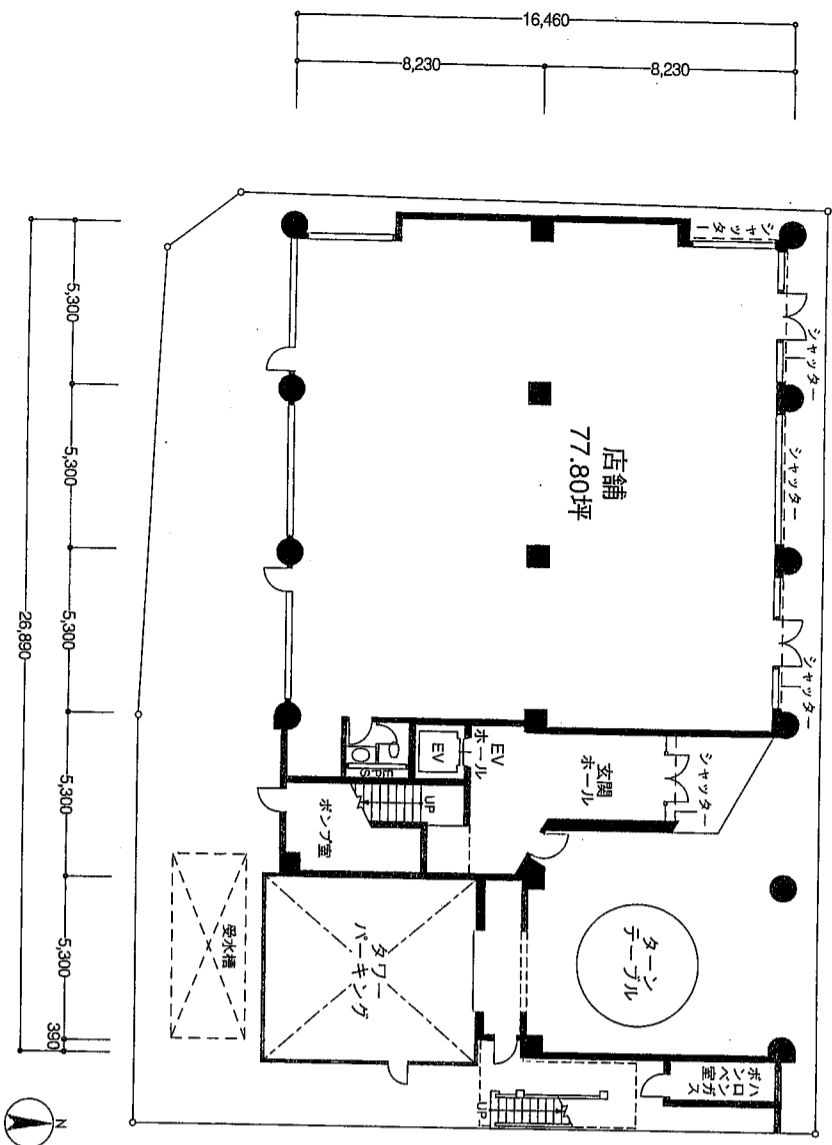 16,460
8,230
8,230
5,300
5,300
5,300
5,300
5,300
390
26,890
シャッター
シャッター
シャッター
シャッター
シャッター
店舗
77.80坪
EV
ホール
EV
EPS
玄関
ホール
UP
ポンプ室
受水槽
タワー
パーキング
ターン
テーブル
ハロンガス
ボンベ室
UP
N